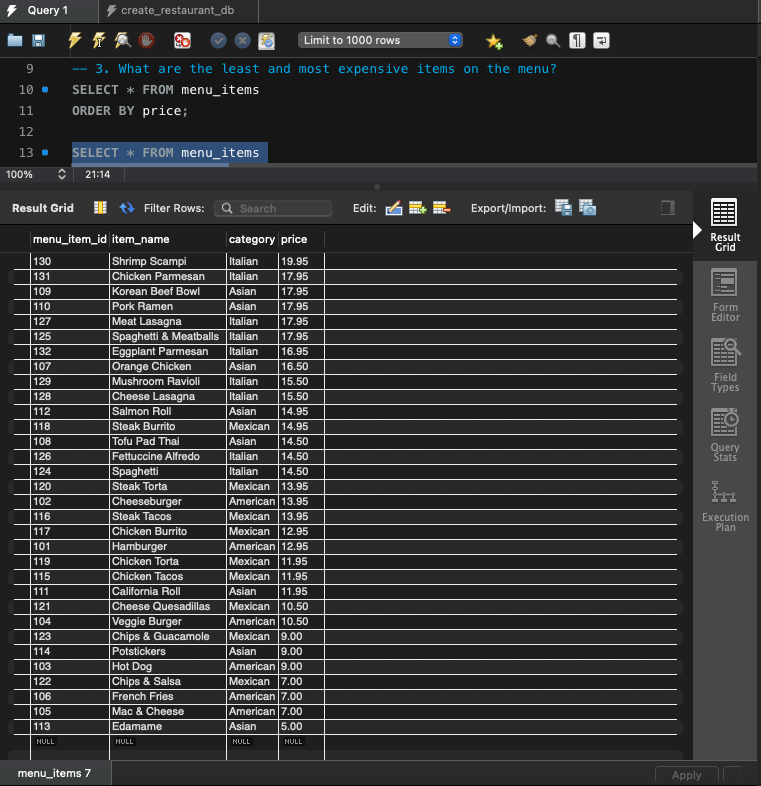 Query 1 create_restaurant_db
Limit to 1000 rows
9 -- 3. What are the least and most expensive items on the menu?
10 SELECT * FROM menu_items
11 ORDER BY price;
12
13 SELECT * FROM menu_items
100% 21:14
Result Grid Filter Rows: Search Edit: Export/Import:
menu_item_id item_name category price
130 Shrimp Scampi Italian 19.95
131 Chicken Parmesan Italian 17.95
109 Korean Beef Bowl Asian 17.95
110 Pork Ramen Asian 17.95
127 Meat Lasagna Italian 17.95
125 Spaghetti & Meatballs Italian 17.95
132 Eggplant Parmesan Italian 16.95
107 Orange Chicken Asian 16.50
129 Mushroom Ravioli Italian 15.50
128 Cheese Lasagna Italian 15.50
112 Salmon Roll Asian 14.95
118 Steak Burrito Mexican 14.95
108 Tofu Pad Thai Asian 14.50
126 Fettuccine Alfredo Italian 14.50
124 Spaghetti Italian 14.50
120 Steak Torta Mexican 13.95
102 Cheeseburger American 13.95
116 Steak Tacos Mexican 13.95
117 Chicken Burrito Mexican 12.95
101 Hamburger American 12.95
119 Chicken Torta Mexican 11.95
115 Chicken Tacos Mexican 11.95
111 California Roll Asian 11.95
121 Cheese Quesadillas Mexican 10.50
104 Veggie Burger American 10.50
123 Chips & Guacamole Mexican 9.00
114 Potstickers Asian 9.00
103 Hot Dog American 9.00
122 Chips & Salsa Mexican 7.00
106 French Fries American 7.00
105 Mac & Cheese American 7.00
113 Edamame Asian 5.00
NULL NULL NULL NULL
Result
Grid
Form
Editor
Field
Types
Query
Stats
Execution
Plan
menu_items 7 Apply